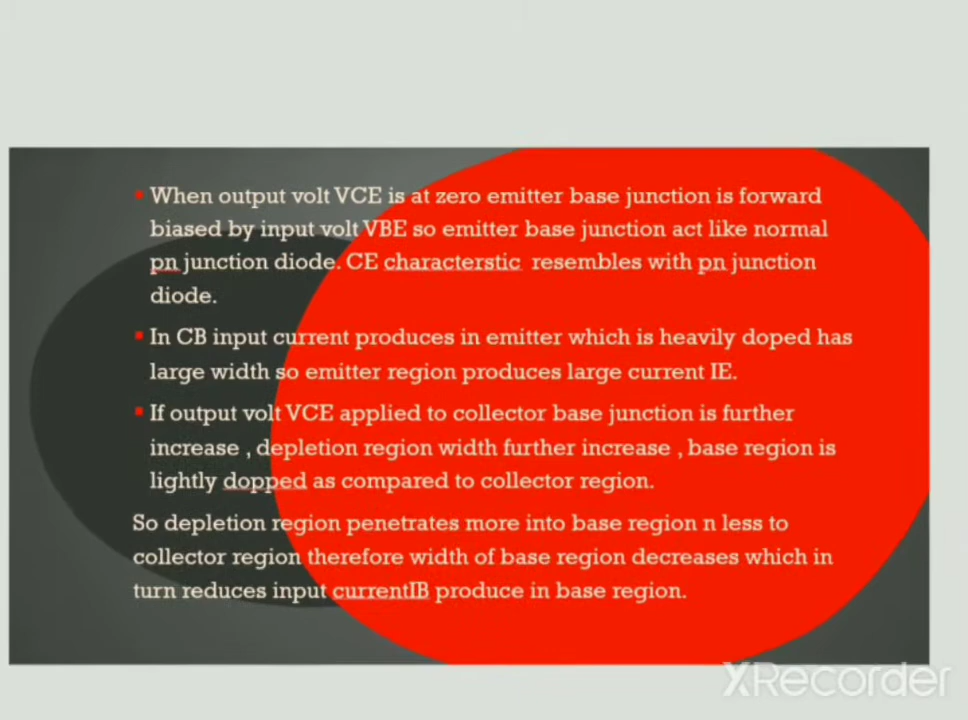 When output volt VCE is at zero emitter base junction is forward
biased by input volt VBE so emitter base junction act like normal
pn junction diode. CE characterstic resembles with pn junction
diode.
In CB input current produces in emitter which is heavily doped has
large width so emitter region produces large current IE.
If output volt VCE applied to collector base junction is further
increase , depletion region width further increase , base region is
lightly dopped as compared to collector region.
So depletion region penetrates more into base region n less to
collector region therefore width of base region decreases which in
turn reduces input currentIB produce in base region.
XRecorder